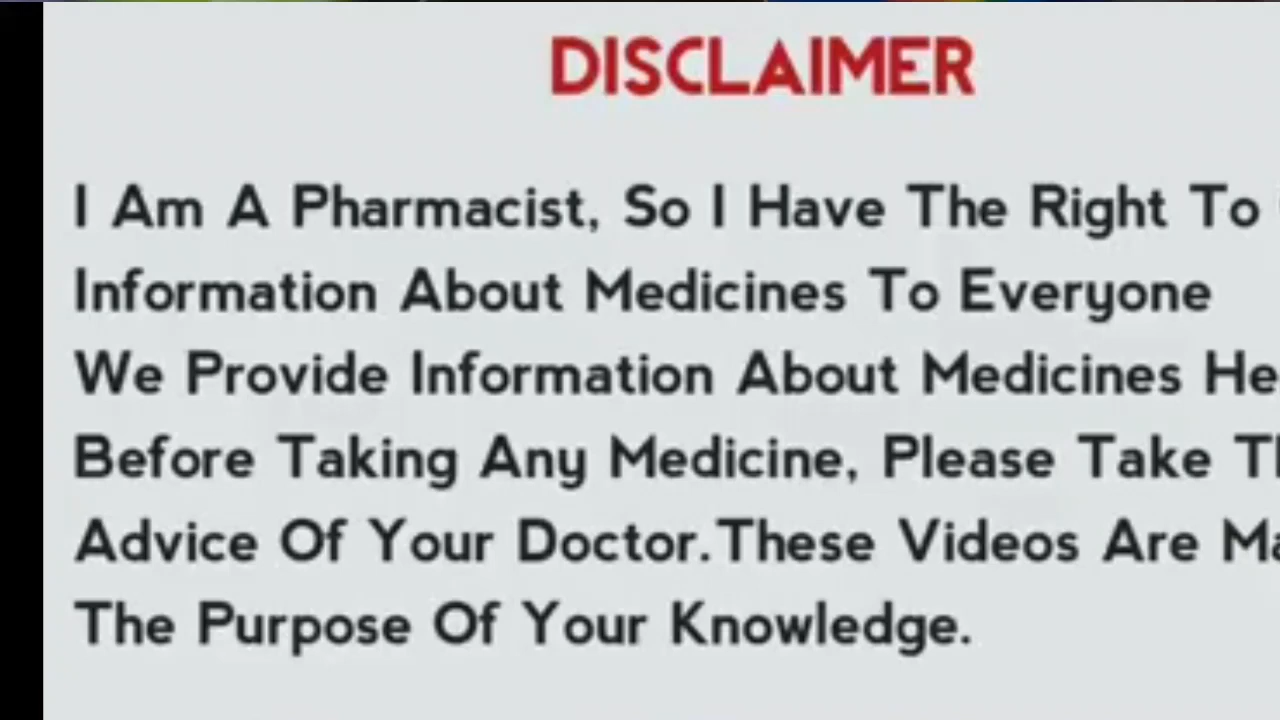 DISCLAIMER
I Am A Pharmacist, So I Have The Right To
Information About Medicines To Everyone
We Provide Information About Medicines
Before Taking Any Medicine, Please Take
Advice Of Your Doctor.These Videos Are
The Purpose Of Your Knowledge.